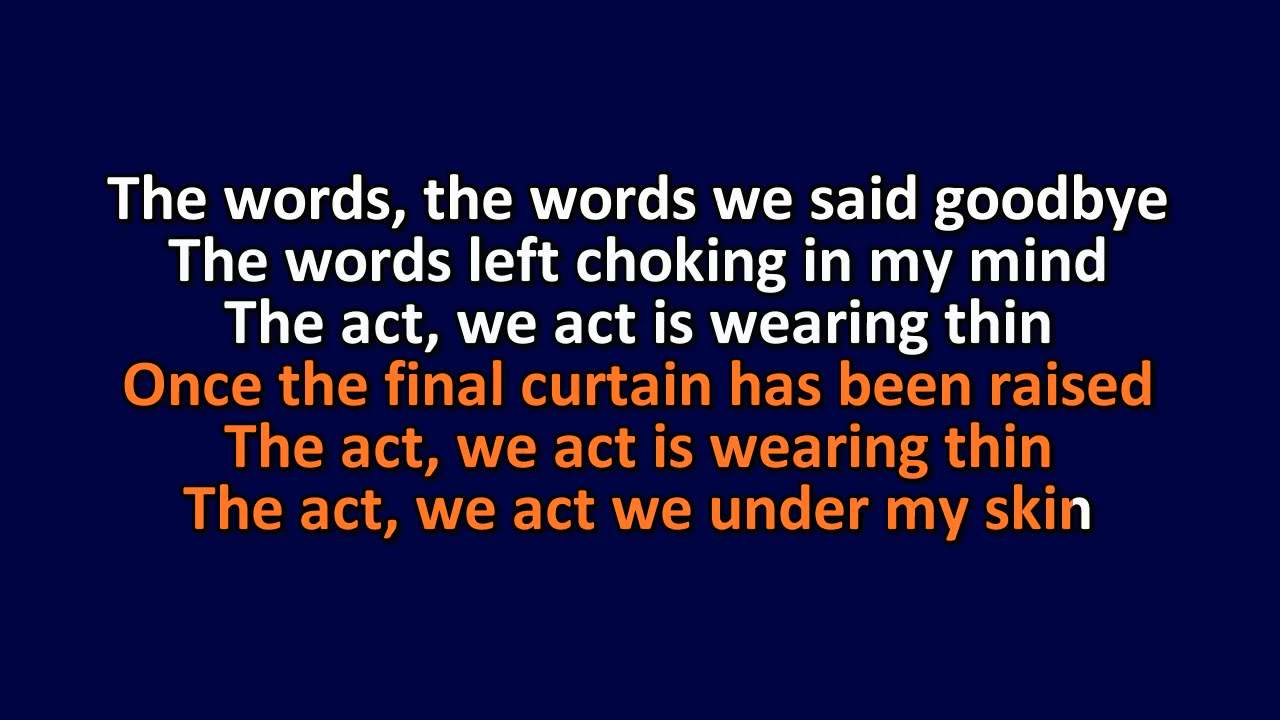 The words, the words we said goodbye
The words left choking in my mind
The act, we act is wearing thin
Once the final curtain has been raised
The act, we act is wearing thin
The act, we act we under my skin